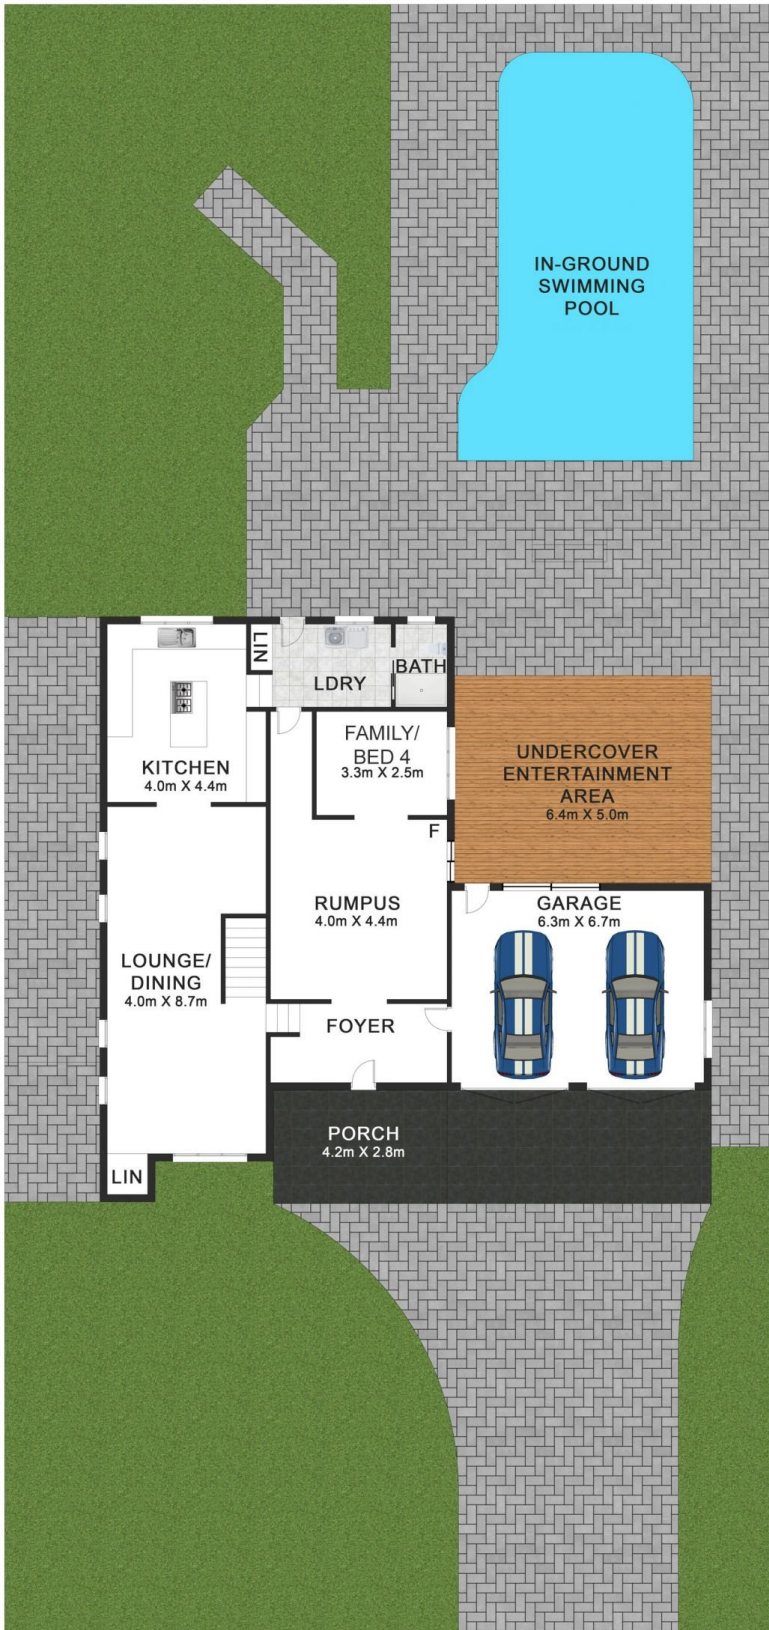 IN-GROUND
SWIMMING
POOL
LIN
BATH
LDRY
FAMILY/
BED 4
3.3m X 2.5m
KITCHEN
4.0m X 4.4m
UNDERCOVER
ENTERTAINMENT
AREA
6.4m X 5.0m
F
RUMPUS
4.0m X 4.4m
GARAGE
6.3m X 6.7m
LOUNGE/
DINING
4.0m X 8.7m
FOYER
PORCH
4.2m X 2.8m
LIN